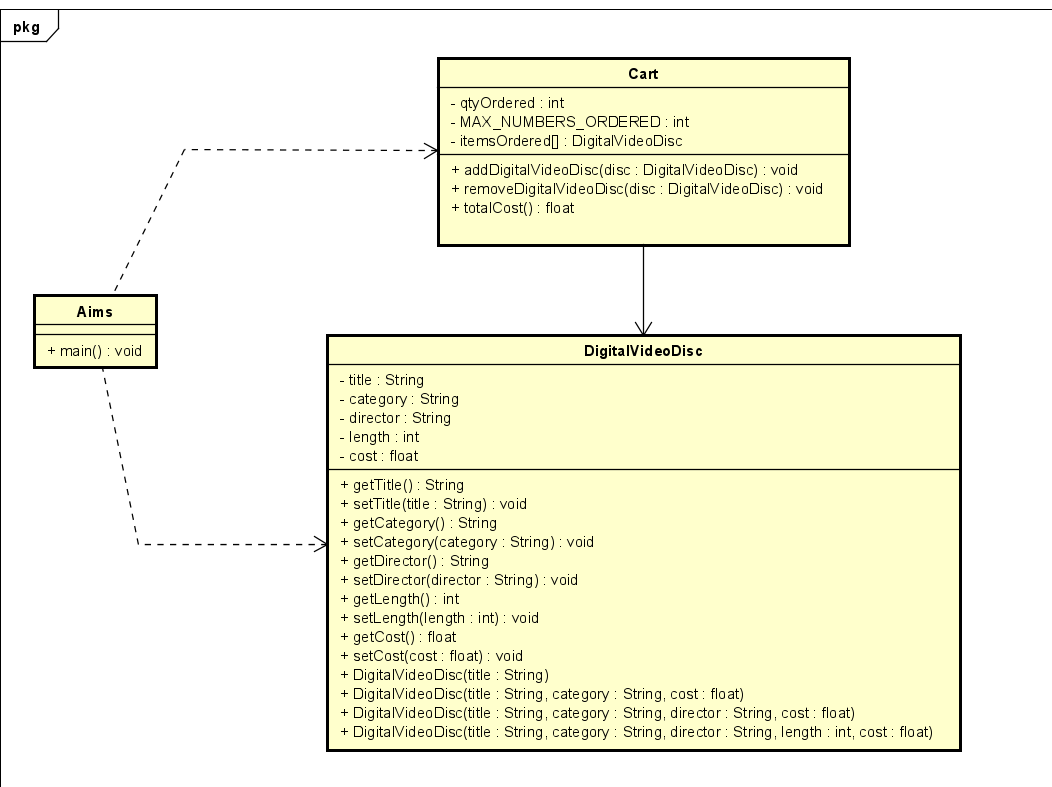 pkg
Cart
- qtyOrdered : int
- MAX_NUMBERS_ORDERED : int
- itemsOrdered[] : DigitalVideoDisc
+ addDigitalVideoDisc(disc : DigitalVideoDisc) : void
+ removeDigitalVideoDisc(disc : DigitalVideoDisc) : void
+ totalCost() : float
Aims
+ main() : void
DigitalVideoDisc
- title : String
- category : String
- director : String
- length : int
- cost : float
+ getTitle() : String
+ setTitle(title : String) : void
+ getCategory() : String
+ setCategory(category : String) : void
+ getDirector() : String
+ setDirector(director : String) : void
+ getLength() : int
+ setLength(length : int) : void
+ getCost() : float
+ setCost(cost : float) : void
+ DigitalVideoDisc(title : String)
+ DigitalVideoDisc(title : String, category : String, cost : float)
+ DigitalVideoDisc(title : String, category : String, director : String, cost : float)
+ DigitalVideoDisc(title : String, category : String, director : String, length : int, cost : float)